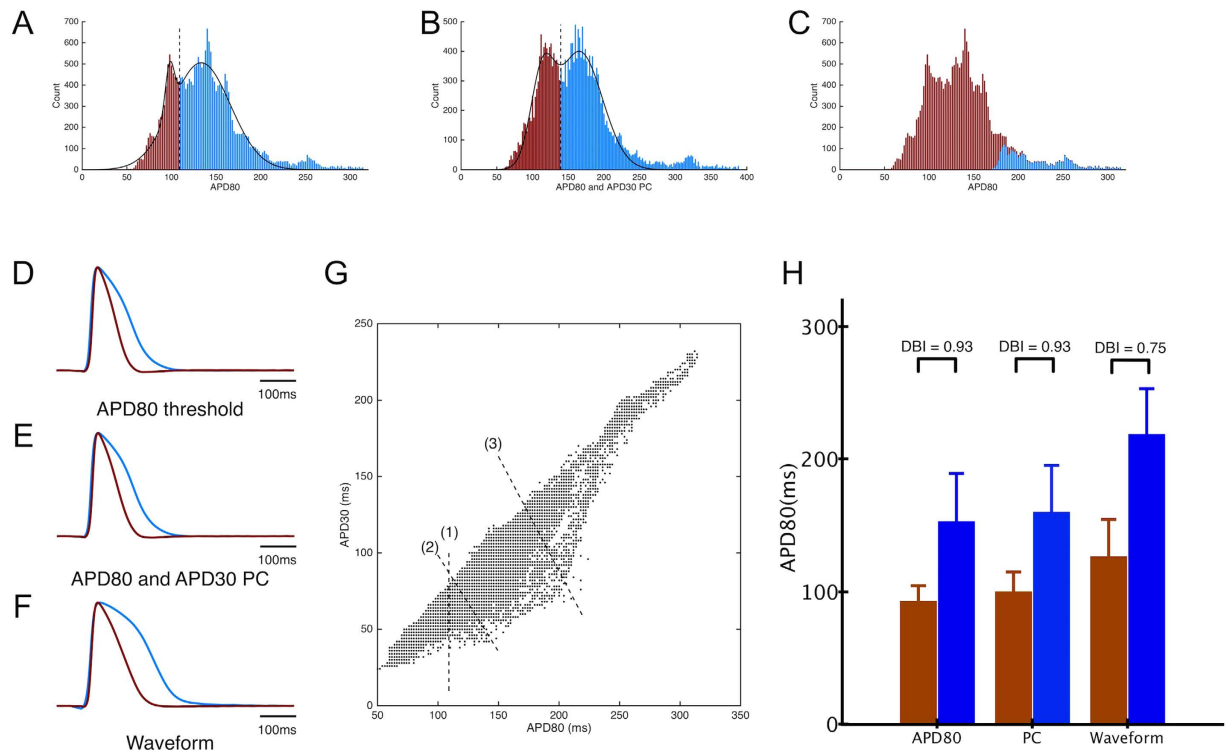 A
700
600
500
400
300
200
100
0
Count
0 50 100 150 200 250 300
APD80
B
500
400
300
200
100
0
Count
0 50 100 150 200 250 300 350 400
APD80 and APD30 PC
C
700
600
500
400
300
200
100
0
Count
0 50 100 150 200 250 300
APD80
D
100ms
APD80 threshold
E
100ms
APD80 and APD30 PC
F
100ms
Waveform
G
250
200
150
100
50
0
APD30 (ms)
(3)
(1)
(2)
50 100 150 200 250 300 350
APD80 (ms)
H
300
200
100
0
APD80(ms)
DBI = 0.93
DBI = 0.93
DBI = 0.75
APD80 PC Waveform